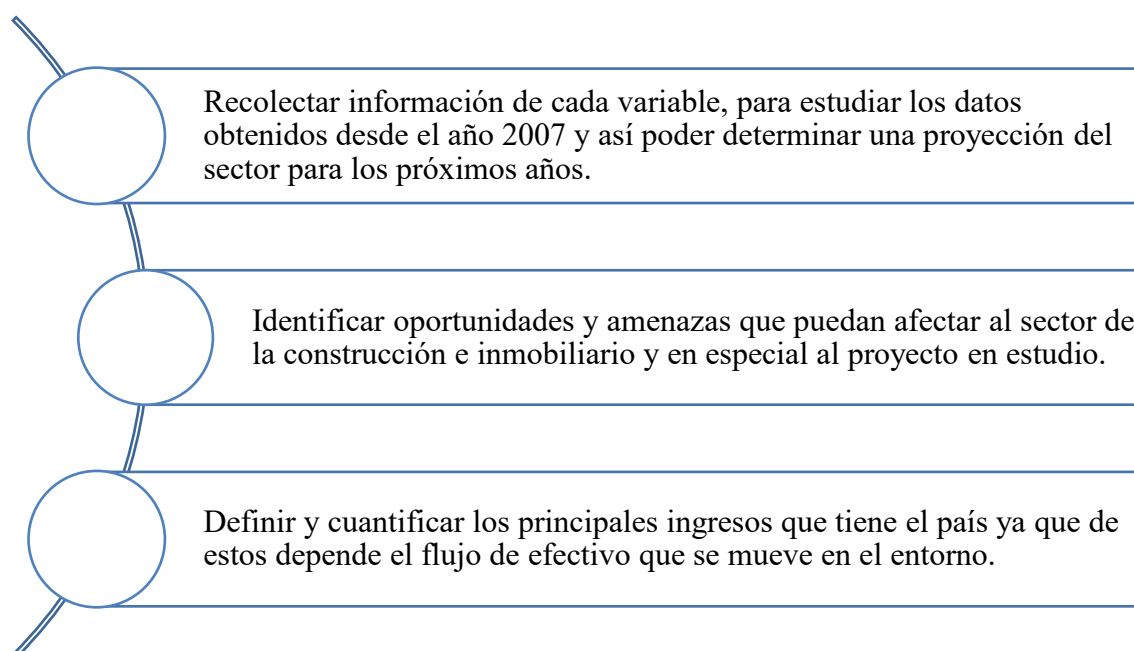 Recolectar información de cada variable, para estudiar los datos
obtenidos desde el año 2007 y así poder determinar una proyección del
sector para los próximos años.
Identificar oportunidades y amenazas que puedan afectar al sector de
la construcción e inmobiliario y en especial al proyecto en estudio.
Definir y cuantificar los principales ingresos que tiene el país ya que de
estos depende el flujo de efectivo que se mueve en el entorno.